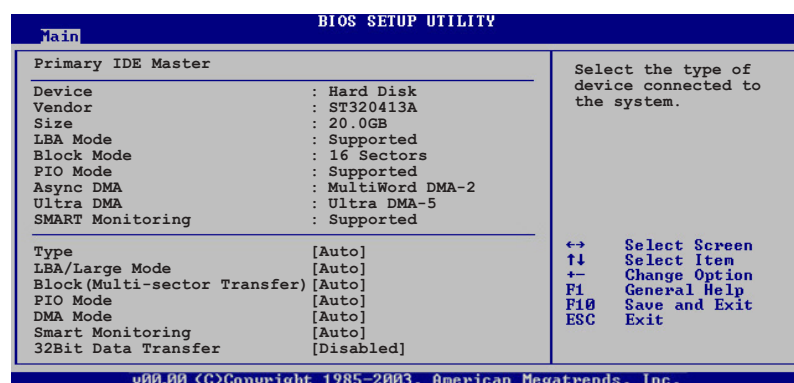 BIOS SETUP UTILITY
Main
Primary IDE Master
Device : Hard Disk
Vendor : ST320413A
Size : 20.0GB
LBA Mode : Supported
Block Mode : 16 Sectors
PIO Mode : Supported
Async DMA : MultiWord DMA-2
Ultra DMA : Ultra DMA-5
SMART Monitoring : Supported
Type [Auto]
LBA/Large Mode [Auto]
Block(Multi-sector Transfer) [Auto]
PIO Mode [Auto]
DMA Mode [Auto]
Smart Monitoring [Auto]
32Bit Data Transfer [Disabled]
Select the type of
device connected to
the system.
←→ Select Screen
↑↓ Select Item
+- Change Option
F1 General Help
F10 Save and Exit
ESC Exit
v00.00 (C)Copyright 1985-2003, American Megatrends, Inc.